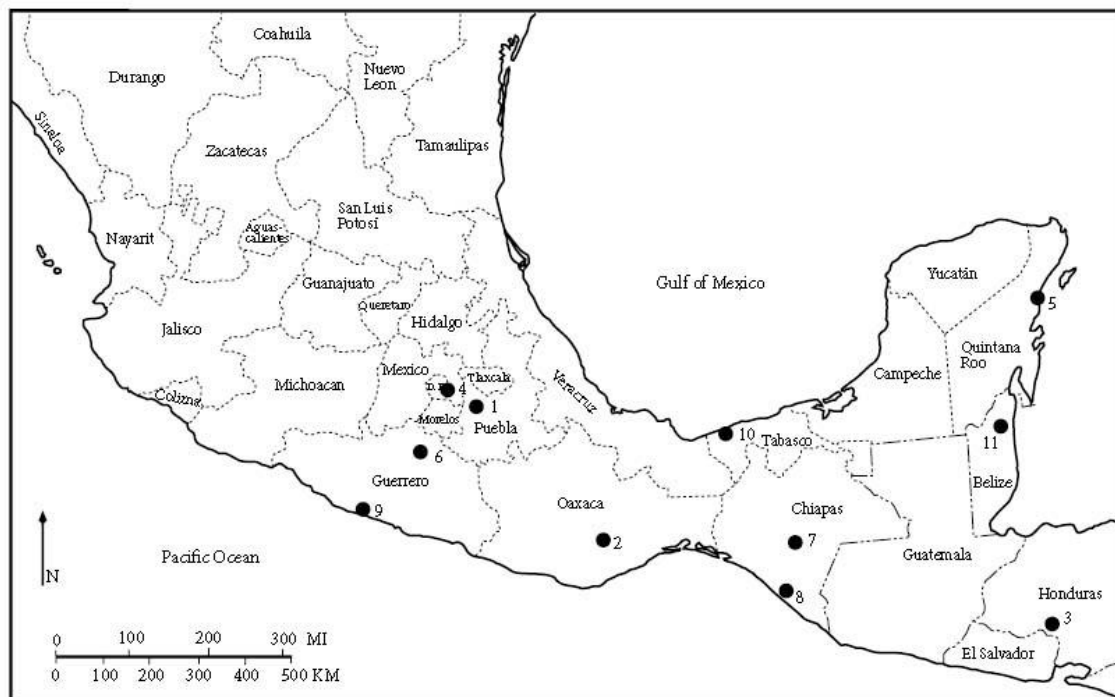 Coahuila
Nuevo
Leon
Durango
Sinaloa
Zacatecas
Tamaulipas
San Luis
Potosí
Aguas-
calientes
Nayarit
Guanajuato
Queretaro
Hidalgo
Jalisco
Michoacan
Mexico
Tlaxcala
4
1
Colima
Morelos
Puebla
Veracruz
6
Guerrero
9
Oaxaca
2
Gulf of Mexico
Yucatán
5
Quintana
Roo
Campeche
10
Tabasco
11
Belize
Chiapas
7
Guatemala
8
Honduras
3
El Salvador
Pacific Ocean
N
0 100 200 300 MI
0 100 200 300 400 500 KM